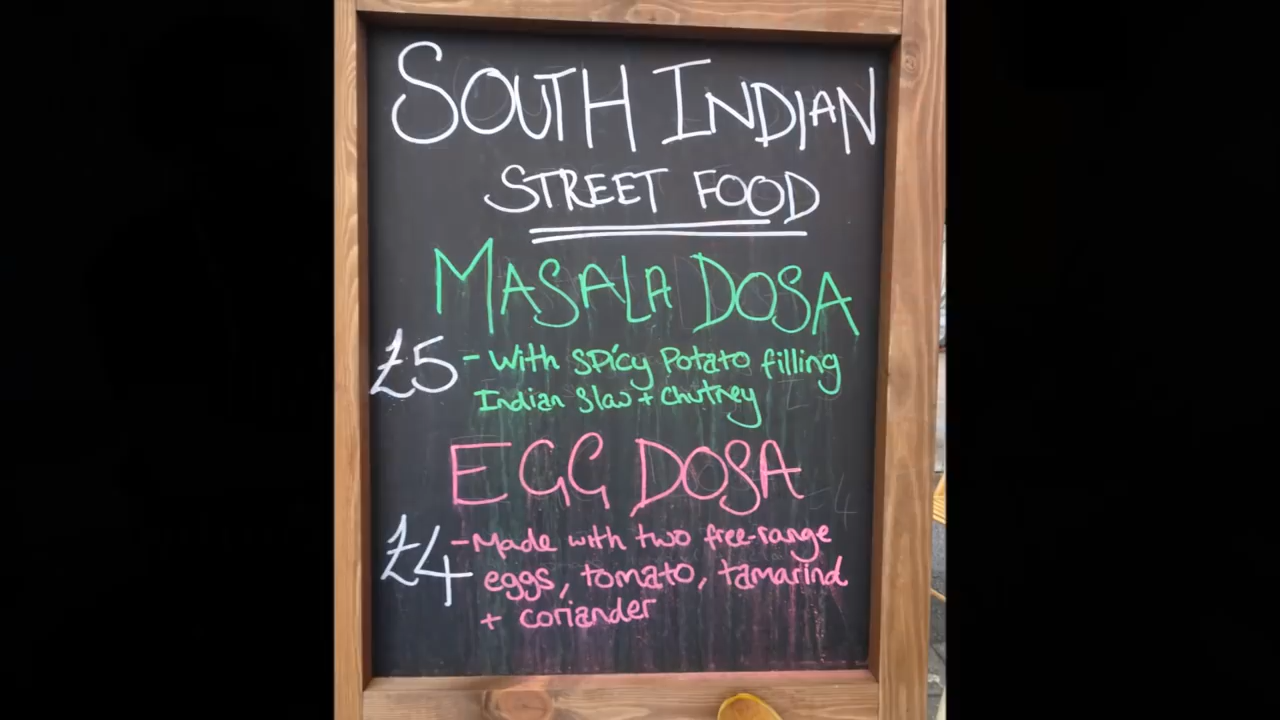 SOUTH INDIAN
STREET FOOD
MASALA DOSA
£5 - With Spicy Potato filling
Indian Slaw + Chutney
EGG DOSA
£4 - Made with two free-range
eggs, tomato, tamarind
+ coriander